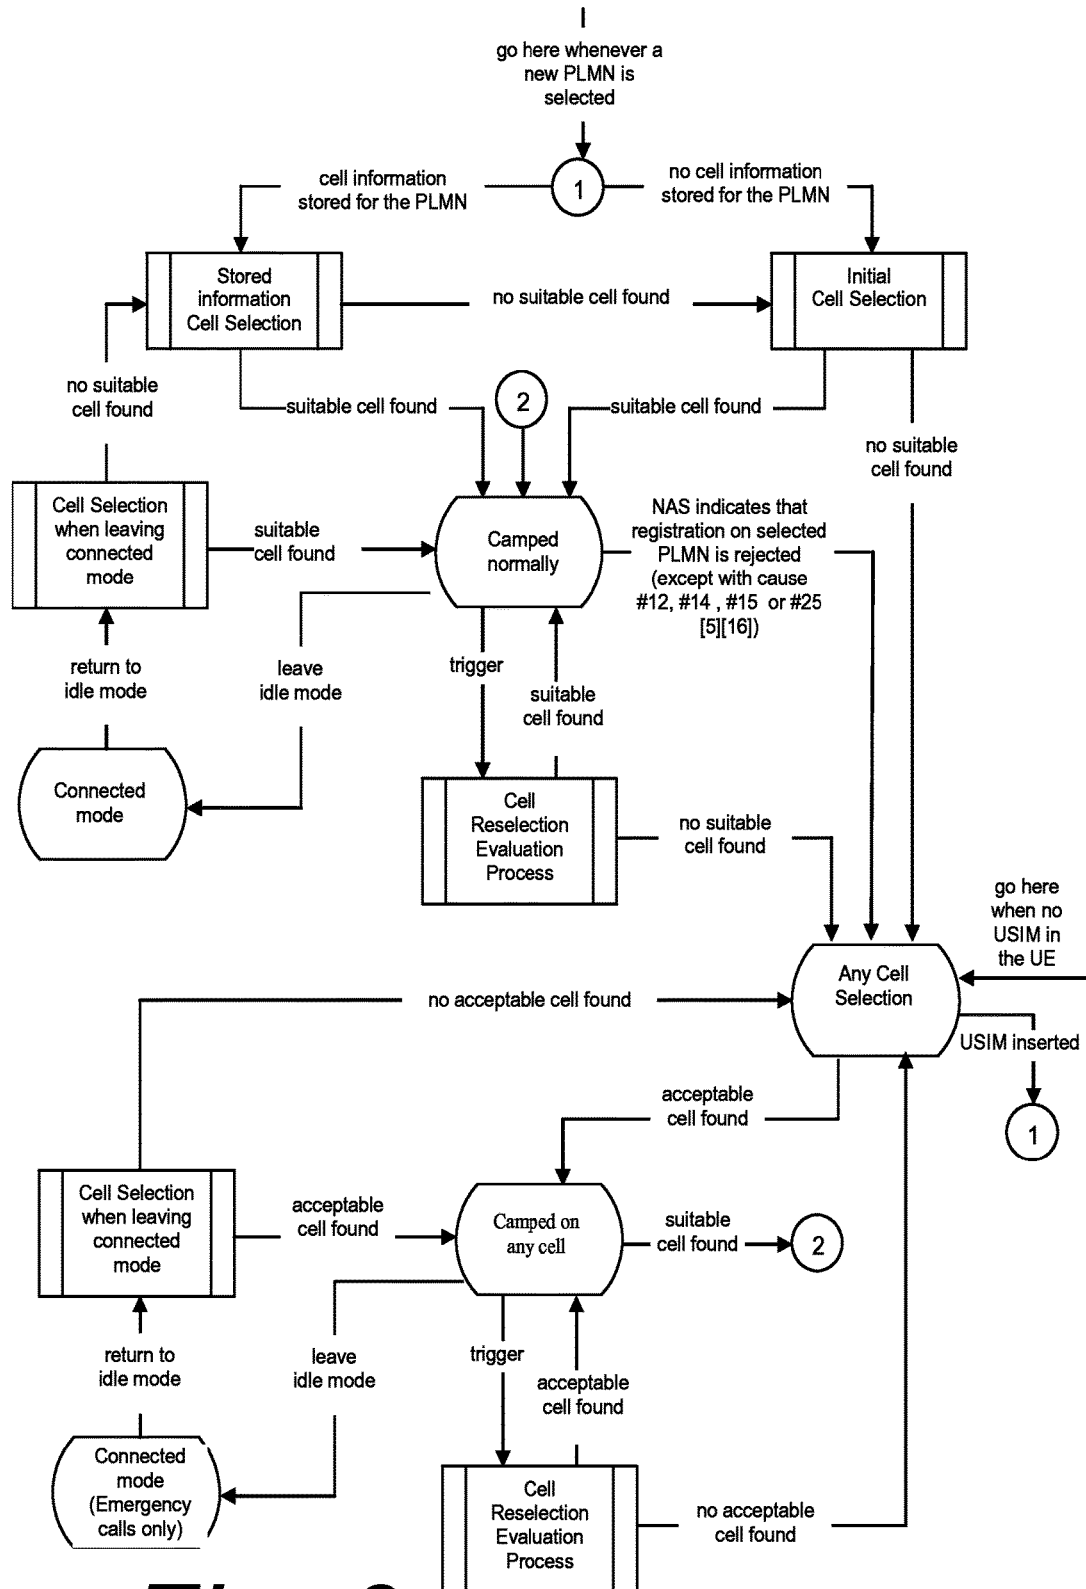 go here whenever a
new PLMN is
selected
1
cell information
stored for the PLMN
no cell information
stored for the PLMN
Stored
information
Cell Selection
no suitable cell found
Initial
Cell Selection
no suitable
cell found
suitable cell found
2
suitable cell found
no suitable
cell found
Cell Selection
when leaving
connected
mode
suitable
cell found
Camped
normally
NAS indicates that
registration on selected
PLMN is rejected
(except with cause
#12, #14 , #15 or #25
[5][16])
return to
idle mode
leave
idle mode
trigger
suitable
cell found
Connected
mode
Cell
Reselection
Evaluation
Process
no suitable
cell found
go here
when no
USIM in
the UE
Any Cell
Selection
no acceptable cell found
USIM inserted
1
acceptable
cell found
Cell Selection
when leaving
connected
mode
acceptable
cell found
Camped on
any cell
suitable
cell found
2
return to
idle mode
leave
idle mode
trigger
acceptable
cell found
Connected
mode
(Emergency
calls only)
Cell
Reselection
Evaluation
Process
no acceptable
cell found